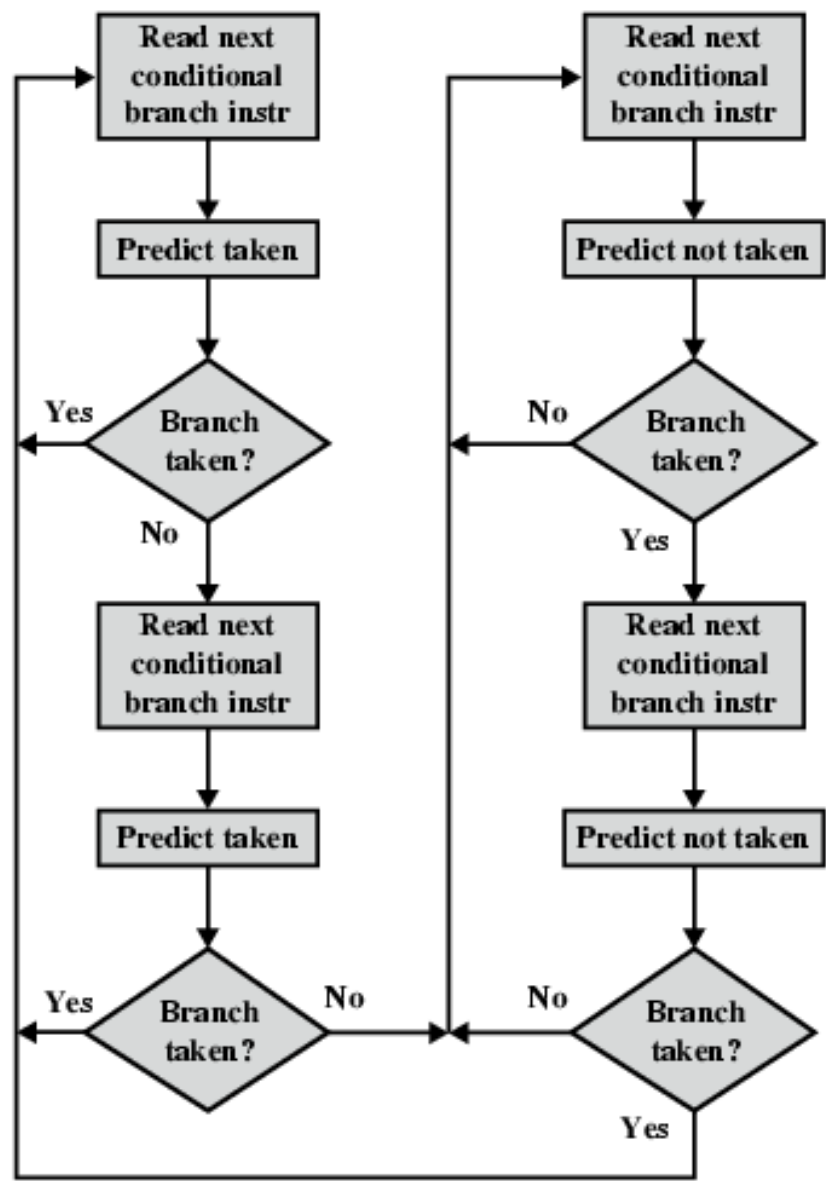 Read next
conditional
branch instr
Predict taken
Yes
Branch
taken?
No
Read next
conditional
branch instr
Predict taken
Yes
Branch
taken?
No
Read next
conditional
branch instr
Predict not taken
No
Branch
taken?
Yes
Read next
conditional
branch instr
Predict not taken
No
Branch
taken?
Yes